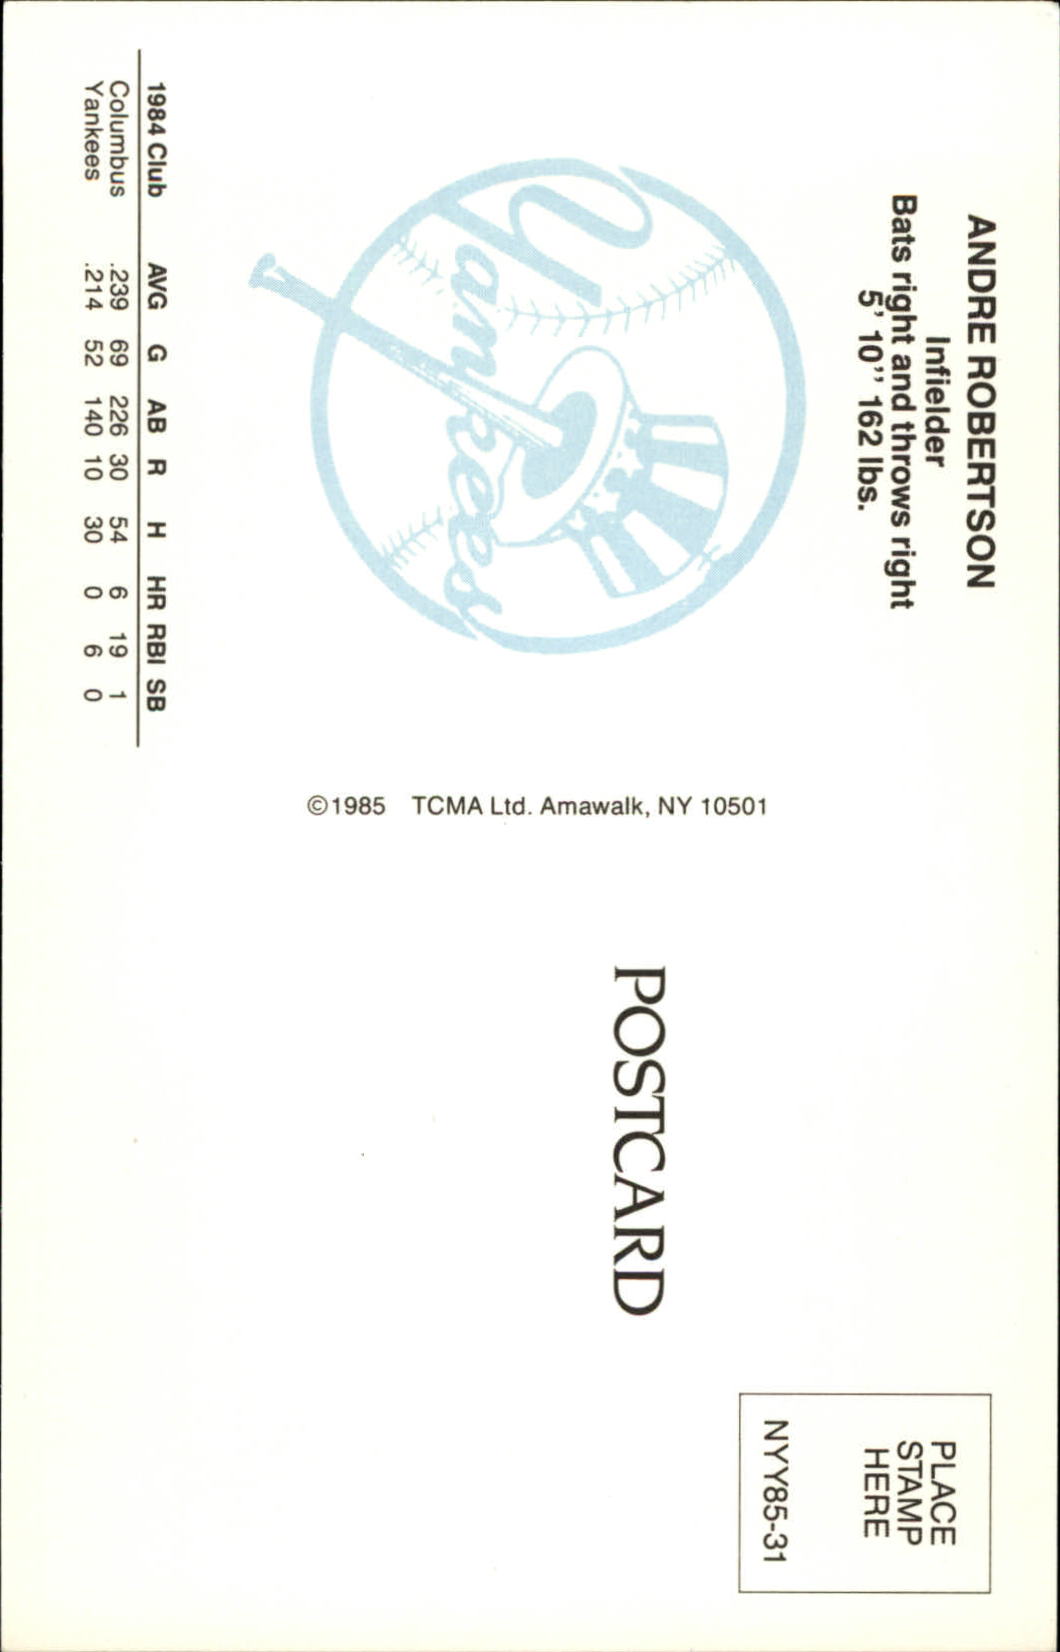 ANDRE ROBERTSON
Infielder
Bats right and throws right
5' 10'' 162 lbs.
Yankees
1984 Club AVG G AB R H HR RBI SB
Columbus .239 69 226 30 54 6 19 1
Yankees .214 52 140 10 30 0 6 0
©1985 TCMA Ltd. Amawalk, NY 10501
POSTCARD
PLACE
STAMP
HERE
NYY85-31